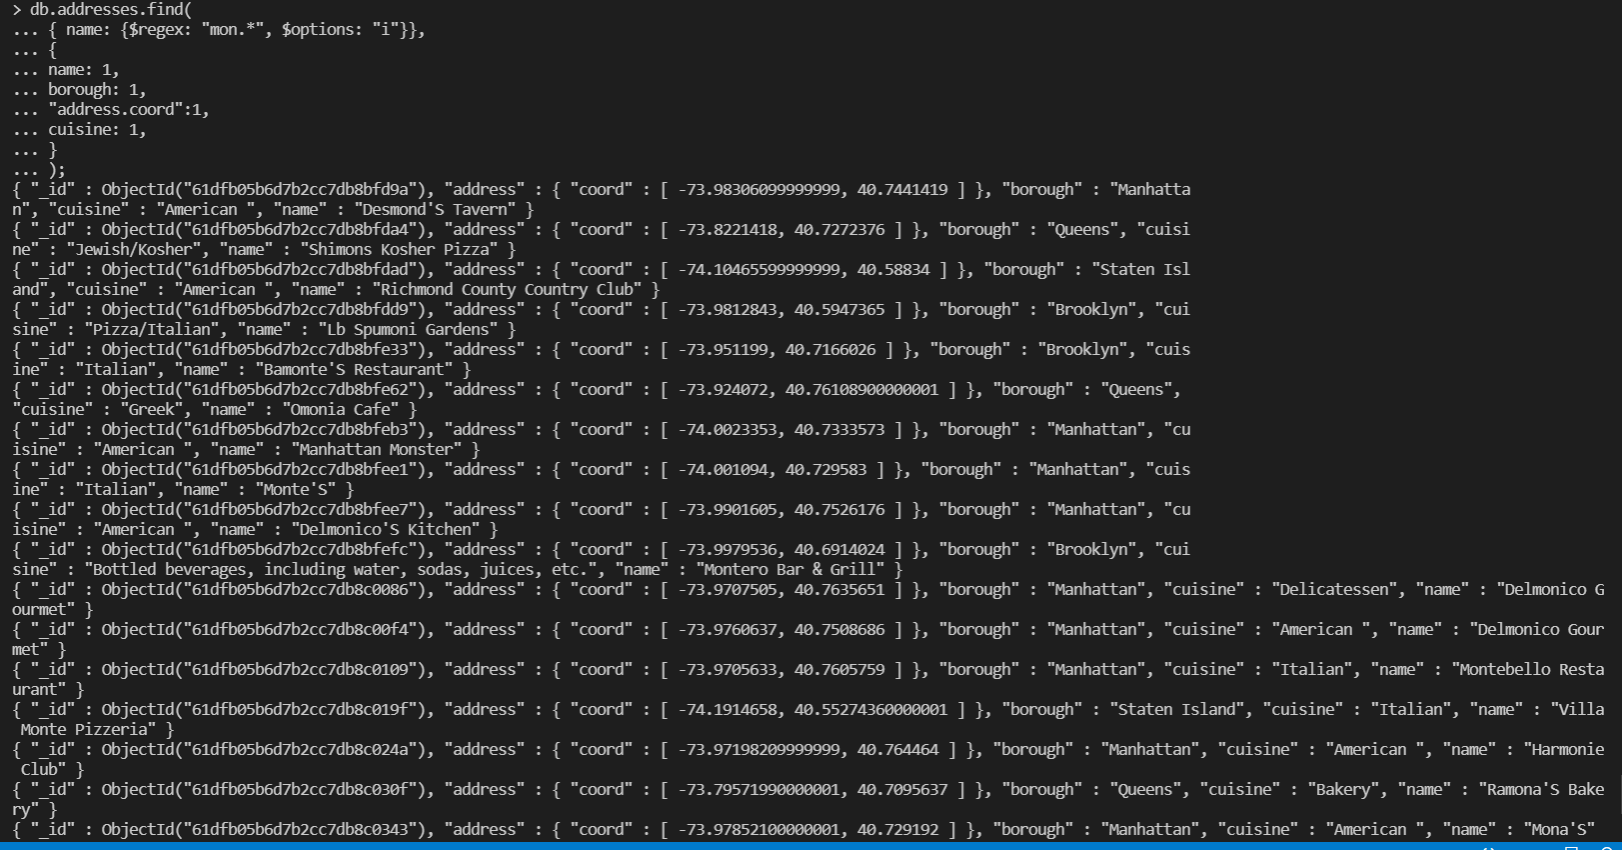 > db.addresses.find(
... { name: {$regex: "mon.*", $options: "i"}},
... {
... name: 1,
... borough: 1,
... "address.coord":1,
... cuisine: 1,
... }
... );
{ "_id" : ObjectId("61dfb05b6d7b2cc7db8bfd9a"), "address" : { "coord" : [ -73.98306099999999, 40.7441419 ] }, "borough" : "Manhatta
n", "cuisine" : "American ", "name" : "Desmond'S Tavern" }
{ "_id" : ObjectId("61dfb05b6d7b2cc7db8bfda4"), "address" : { "coord" : [ -73.8221418, 40.7272376 ] }, "borough" : "Queens", "cuisi
ne" : "Jewish/Kosher", "name" : "Shimons Kosher Pizza" }
{ "_id" : ObjectId("61dfb05b6d7b2cc7db8bfdad"), "address" : { "coord" : [ -74.10465599999999, 40.58834 ] }, "borough" : "Staten Isl
and", "cuisine" : "American ", "name" : "Richmond County Country Club" }
{ "_id" : ObjectId("61dfb05b6d7b2cc7db8bfdd9"), "address" : { "coord" : [ -73.9812843, 40.5947365 ] }, "borough" : "Brooklyn", "cui
sine" : "Pizza/Italian", "name" : "Lb Spumoni Gardens" }
{ "_id" : ObjectId("61dfb05b6d7b2cc7db8bfe33"), "address" : { "coord" : [ -73.951199, 40.7166026 ] }, "borough" : "Brooklyn", "cuis
ine" : "Italian", "name" : "Bamonte'S Restaurant" }
{ "_id" : ObjectId("61dfb05b6d7b2cc7db8bfe62"), "address" : { "coord" : [ -73.924072, 40.76108900000001 ] }, "borough" : "Queens",
"cuisine" : "Greek", "name" : "Omonia Cafe" }
{ "_id" : ObjectId("61dfb05b6d7b2cc7db8bfeb3"), "address" : { "coord" : [ -74.0023353, 40.7333573 ] }, "borough" : "Manhattan", "cu
isine" : "American ", "name" : "Manhattan Monster" }
{ "_id" : ObjectId("61dfb05b6d7b2cc7db8bfee1"), "address" : { "coord" : [ -74.001094, 40.729583 ] }, "borough" : "Manhattan", "cuis
ine" : "Italian", "name" : "Monte'S" }
{ "_id" : ObjectId("61dfb05b6d7b2cc7db8bfee7"), "address" : { "coord" : [ -73.9901605, 40.7526176 ] }, "borough" : "Manhattan", "cu
isine" : "American ", "name" : "Delmonico'S Kitchen" }
{ "_id" : ObjectId("61dfb05b6d7b2cc7db8bfefc"), "address" : { "coord" : [ -73.9979536, 40.6914024 ] }, "borough" : "Brooklyn", "cui
sine" : "Bottled beverages, including water, sodas, juices, etc.", "name" : "Montero Bar & Grill" }
{ "_id" : ObjectId("61dfb05b6d7b2cc7db8c0086"), "address" : { "coord" : [ -73.9707505, 40.7635651 ] }, "borough" : "Manhattan", "cuisine" : "Delicatessen", "name" : "Delmonico G
ourmet" }
{ "_id" : ObjectId("61dfb05b6d7b2cc7db8c00f4"), "address" : { "coord" : [ -73.9760637, 40.7508686 ] }, "borough" : "Manhattan", "cuisine" : "American ", "name" : "Delmonico Gour
met" }
{ "_id" : ObjectId("61dfb05b6d7b2cc7db8c0109"), "address" : { "coord" : [ -73.9705633, 40.7605759 ] }, "borough" : "Manhattan", "cuisine" : "Italian", "name" : "Montebello Resta
urant" }
{ "_id" : ObjectId("61dfb05b6d7b2cc7db8c019f"), "address" : { "coord" : [ -74.1914658, 40.55274360000001 ] }, "borough" : "Staten Island", "cuisine" : "Italian", "name" : "Villa
 Monte Pizzeria" }
{ "_id" : ObjectId("61dfb05b6d7b2cc7db8c024a"), "address" : { "coord" : [ -73.97198209999999, 40.764464 ] }, "borough" : "Manhattan", "cuisine" : "American ", "name" : "Harmonie
 Club" }
{ "_id" : ObjectId("61dfb05b6d7b2cc7db8c030f"), "address" : { "coord" : [ -73.79571990000001, 40.7095637 ] }, "borough" : "Queens", "cuisine" : "Bakery", "name" : "Ramona'S Bake
ry" }
{ "_id" : ObjectId("61dfb05b6d7b2cc7db8c0343"), "address" : { "coord" : [ -73.97852100000001, 40.729192 ] }, "borough" : "Manhattan", "cuisine" : "American ", "name" : "Mona'S"